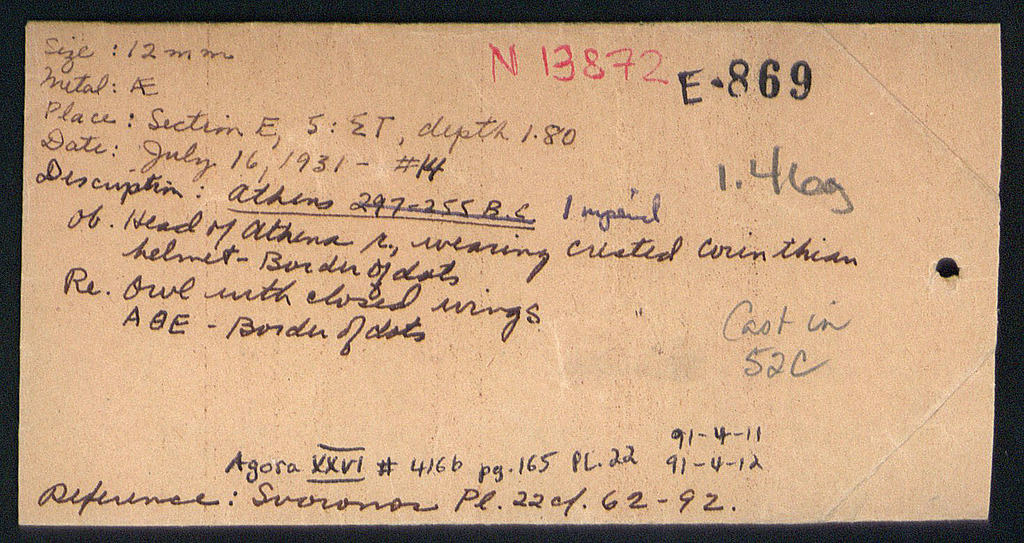 Size : 12 mm
N 13872
E-869
Metal : Æ
Place : Section E, 5 : ΣΤ, depth 1.80
Date : July 16, 1931 - #14
1.46g
Description : Athens 297-255 B.C. Imperial
Ob. Head of Athena r., wearing crested Corinthian
helmet - Border of dots
Re. Owl with closed wings
AΘE - Border of dots
Cast in
52C
91-4-11
Agora XXVI # 416b pg. 165 PL. 22 91-4-12
Reference : Svoronos Pl. 22 cf. 62-92.